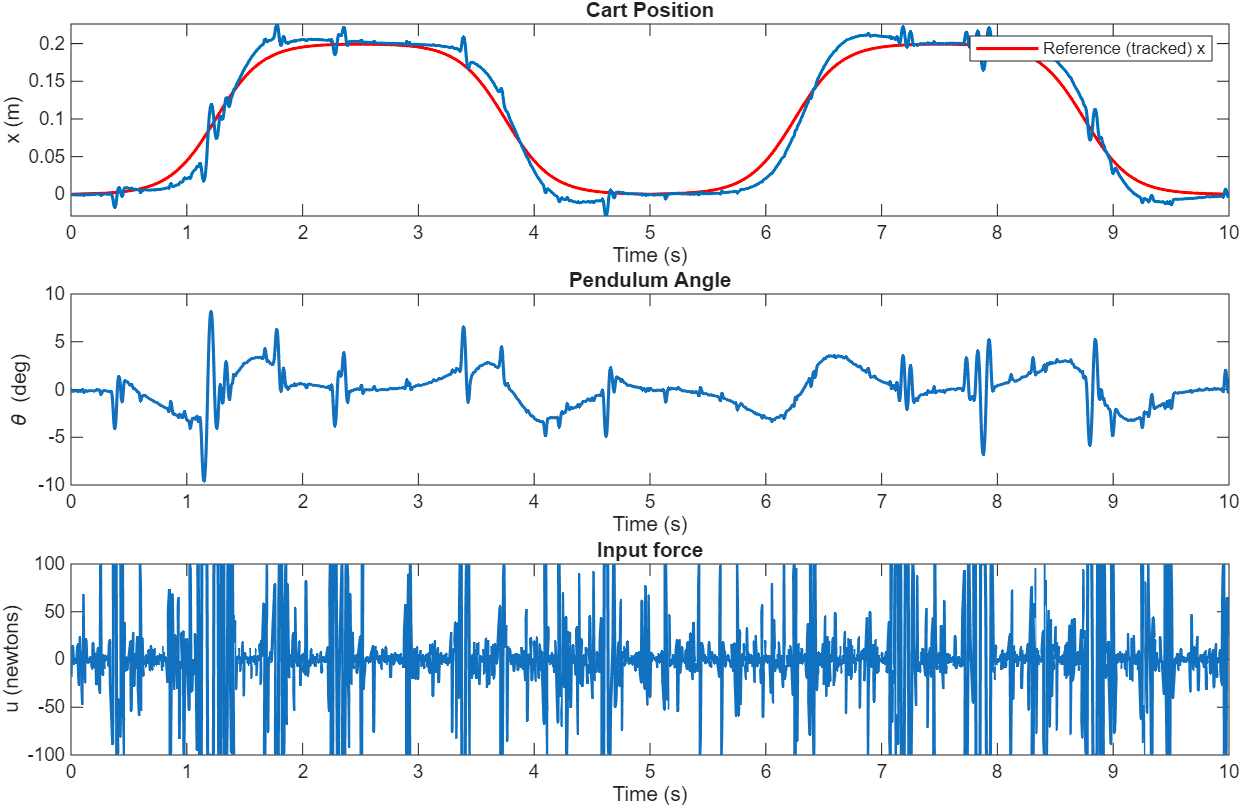 Cart Position
0.2
0.15
0.1
0.05
0
x (m)
Reference (tracked) x
0 1 2 3 4 5 6 7 8 9 10
Time (s)
Pendulum Angle
10
5
0
-5
-10
θ (deg)
0 1 2 3 4 5 6 7 8 9 10
Time (s)
Input force
100
50
0
-50
-100
u (newtons)
0 1 2 3 4 5 6 7 8 9 10
Time (s)